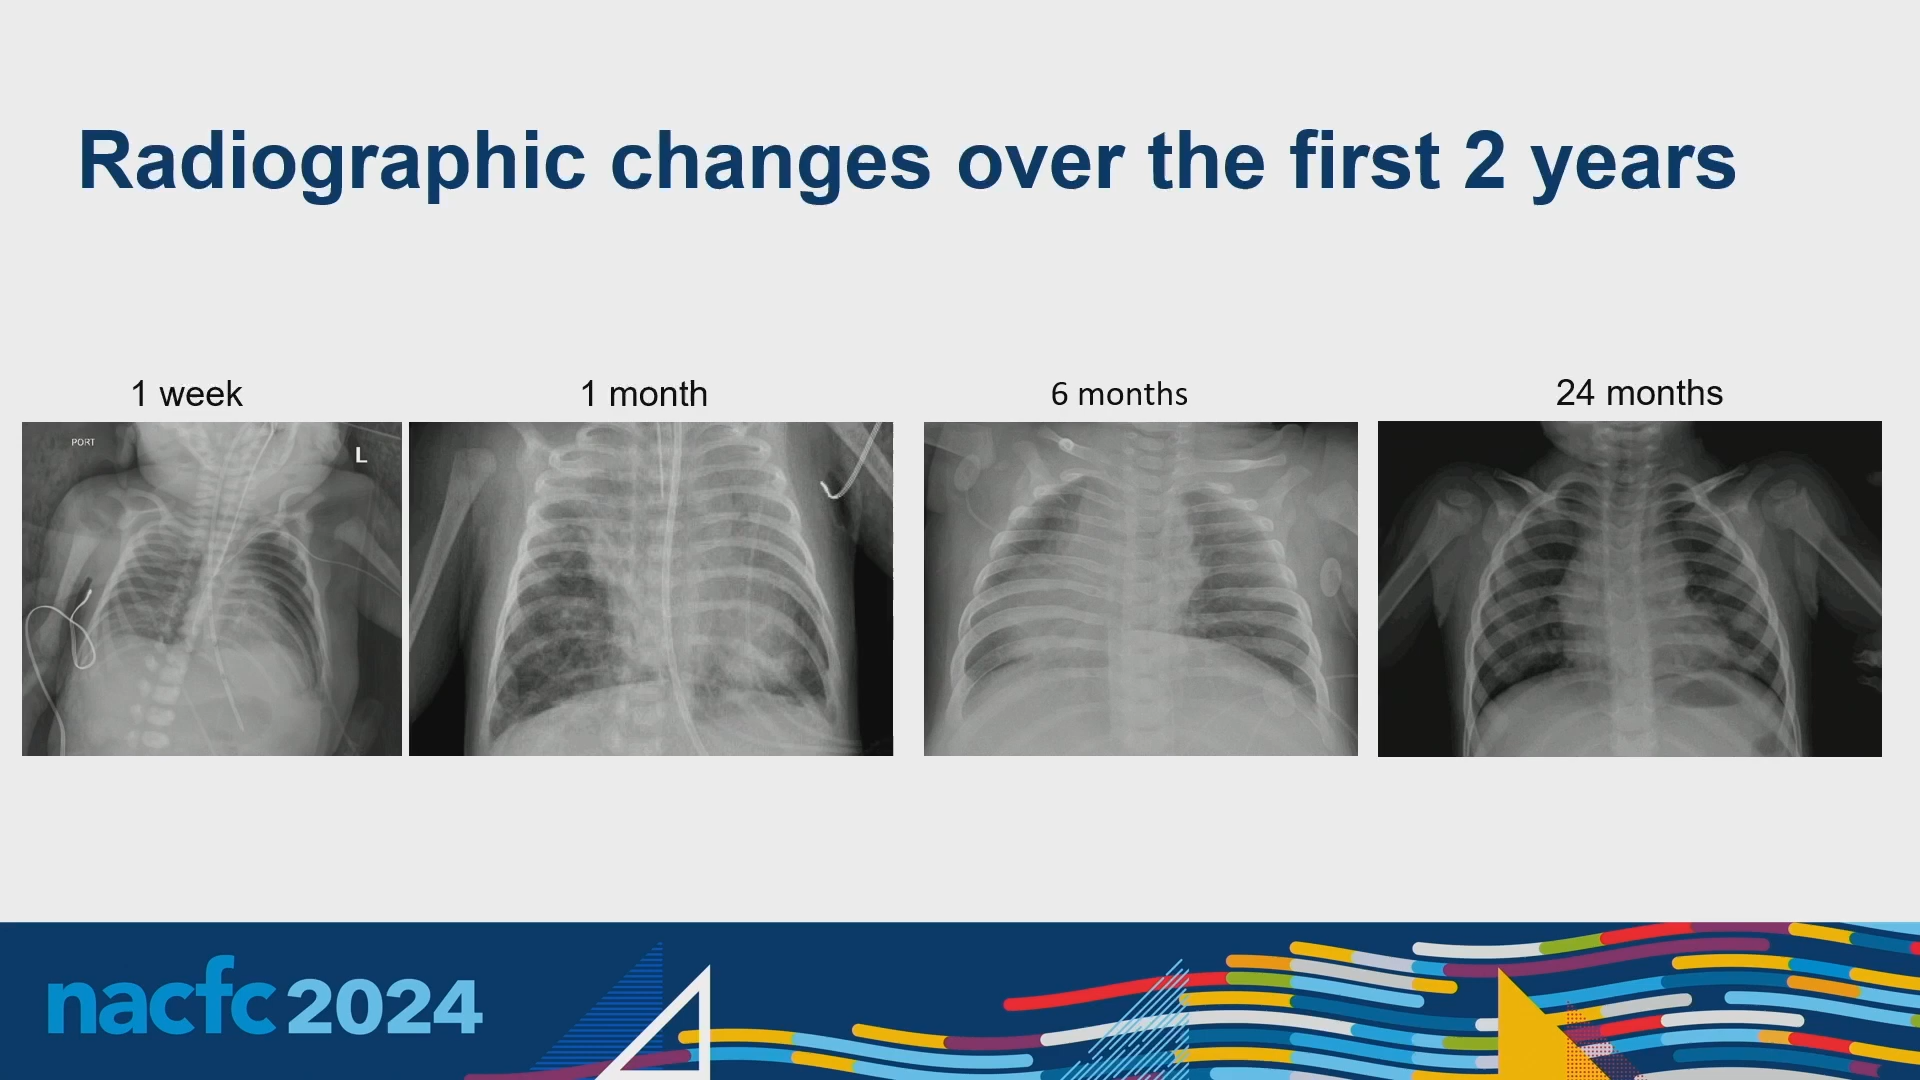 Radiographic changes over the first 2 years
1 week
1 month
6 months
24 months
PORT
L
nacfc 2024